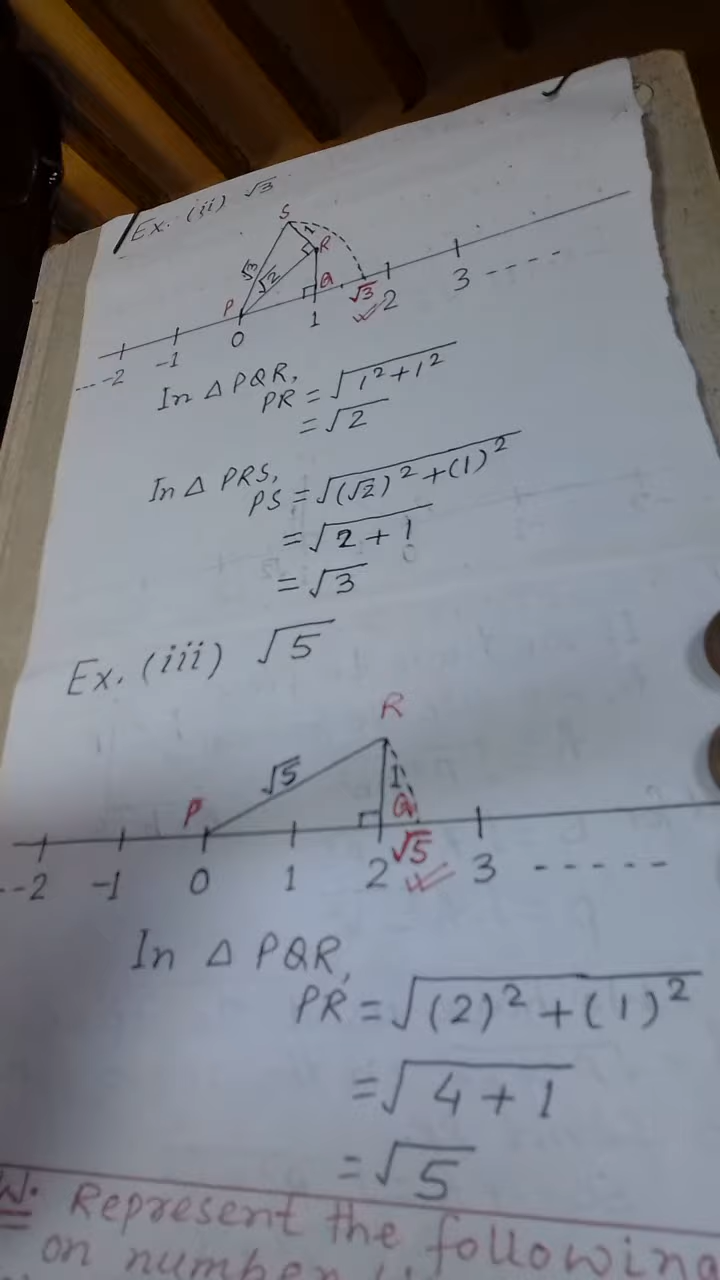 Ex. (ii) √3
S
1
R
√3
√2
P
Q
√3
---- -2 -1 0 1 2 3 ----
In △ PQR,
PR = √1² + 1²
= √2
In △ PRS,
PS = √(√2)² + (1)²
= √2 + 1
= √3
Ex. (iii) √5
R
√5
1
P
Q
√5
-- -2 -1 0 1 2 3 -----
In △ PQR,
PR = √(2)² + (1)²
= √4 + 1
= √5
W. Represent the following
on number